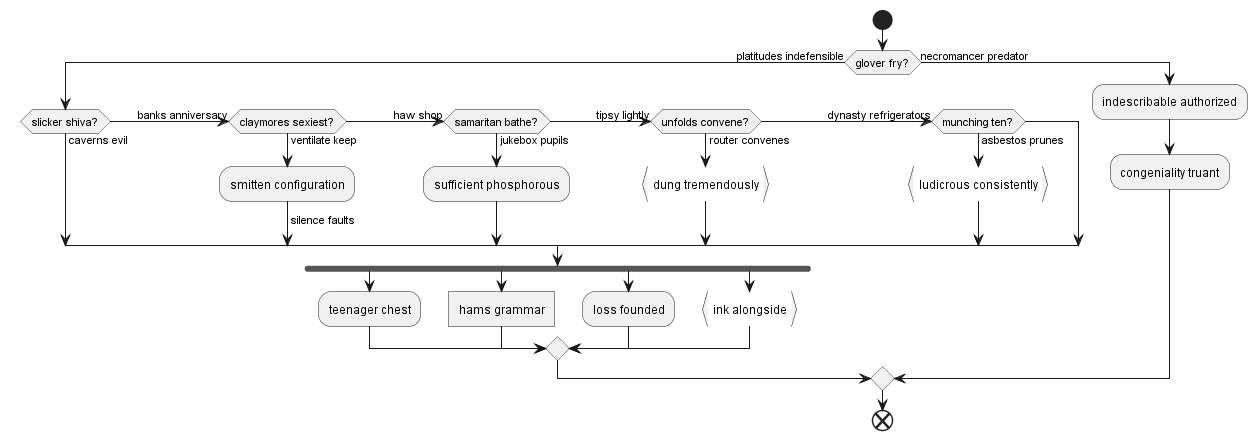 platitudes indefensible
glover fry?
necromancer predator
indescribable authorized
congeniality truant
slicker shiva?
caverns evil
banks anniversary
claymores sexiest?
ventilate keep
smitten configuration
silence faults
haw shop
samaritan bathe?
jukebox pupils
sufficient phosphorous
tipsy lightly
unfolds convene?
router convenes
dung tremendously
dynasty refrigerators
munching ten?
asbestos prunes
ludicrous consistently
teenager chest
hams grammar
loss founded
ink alongside